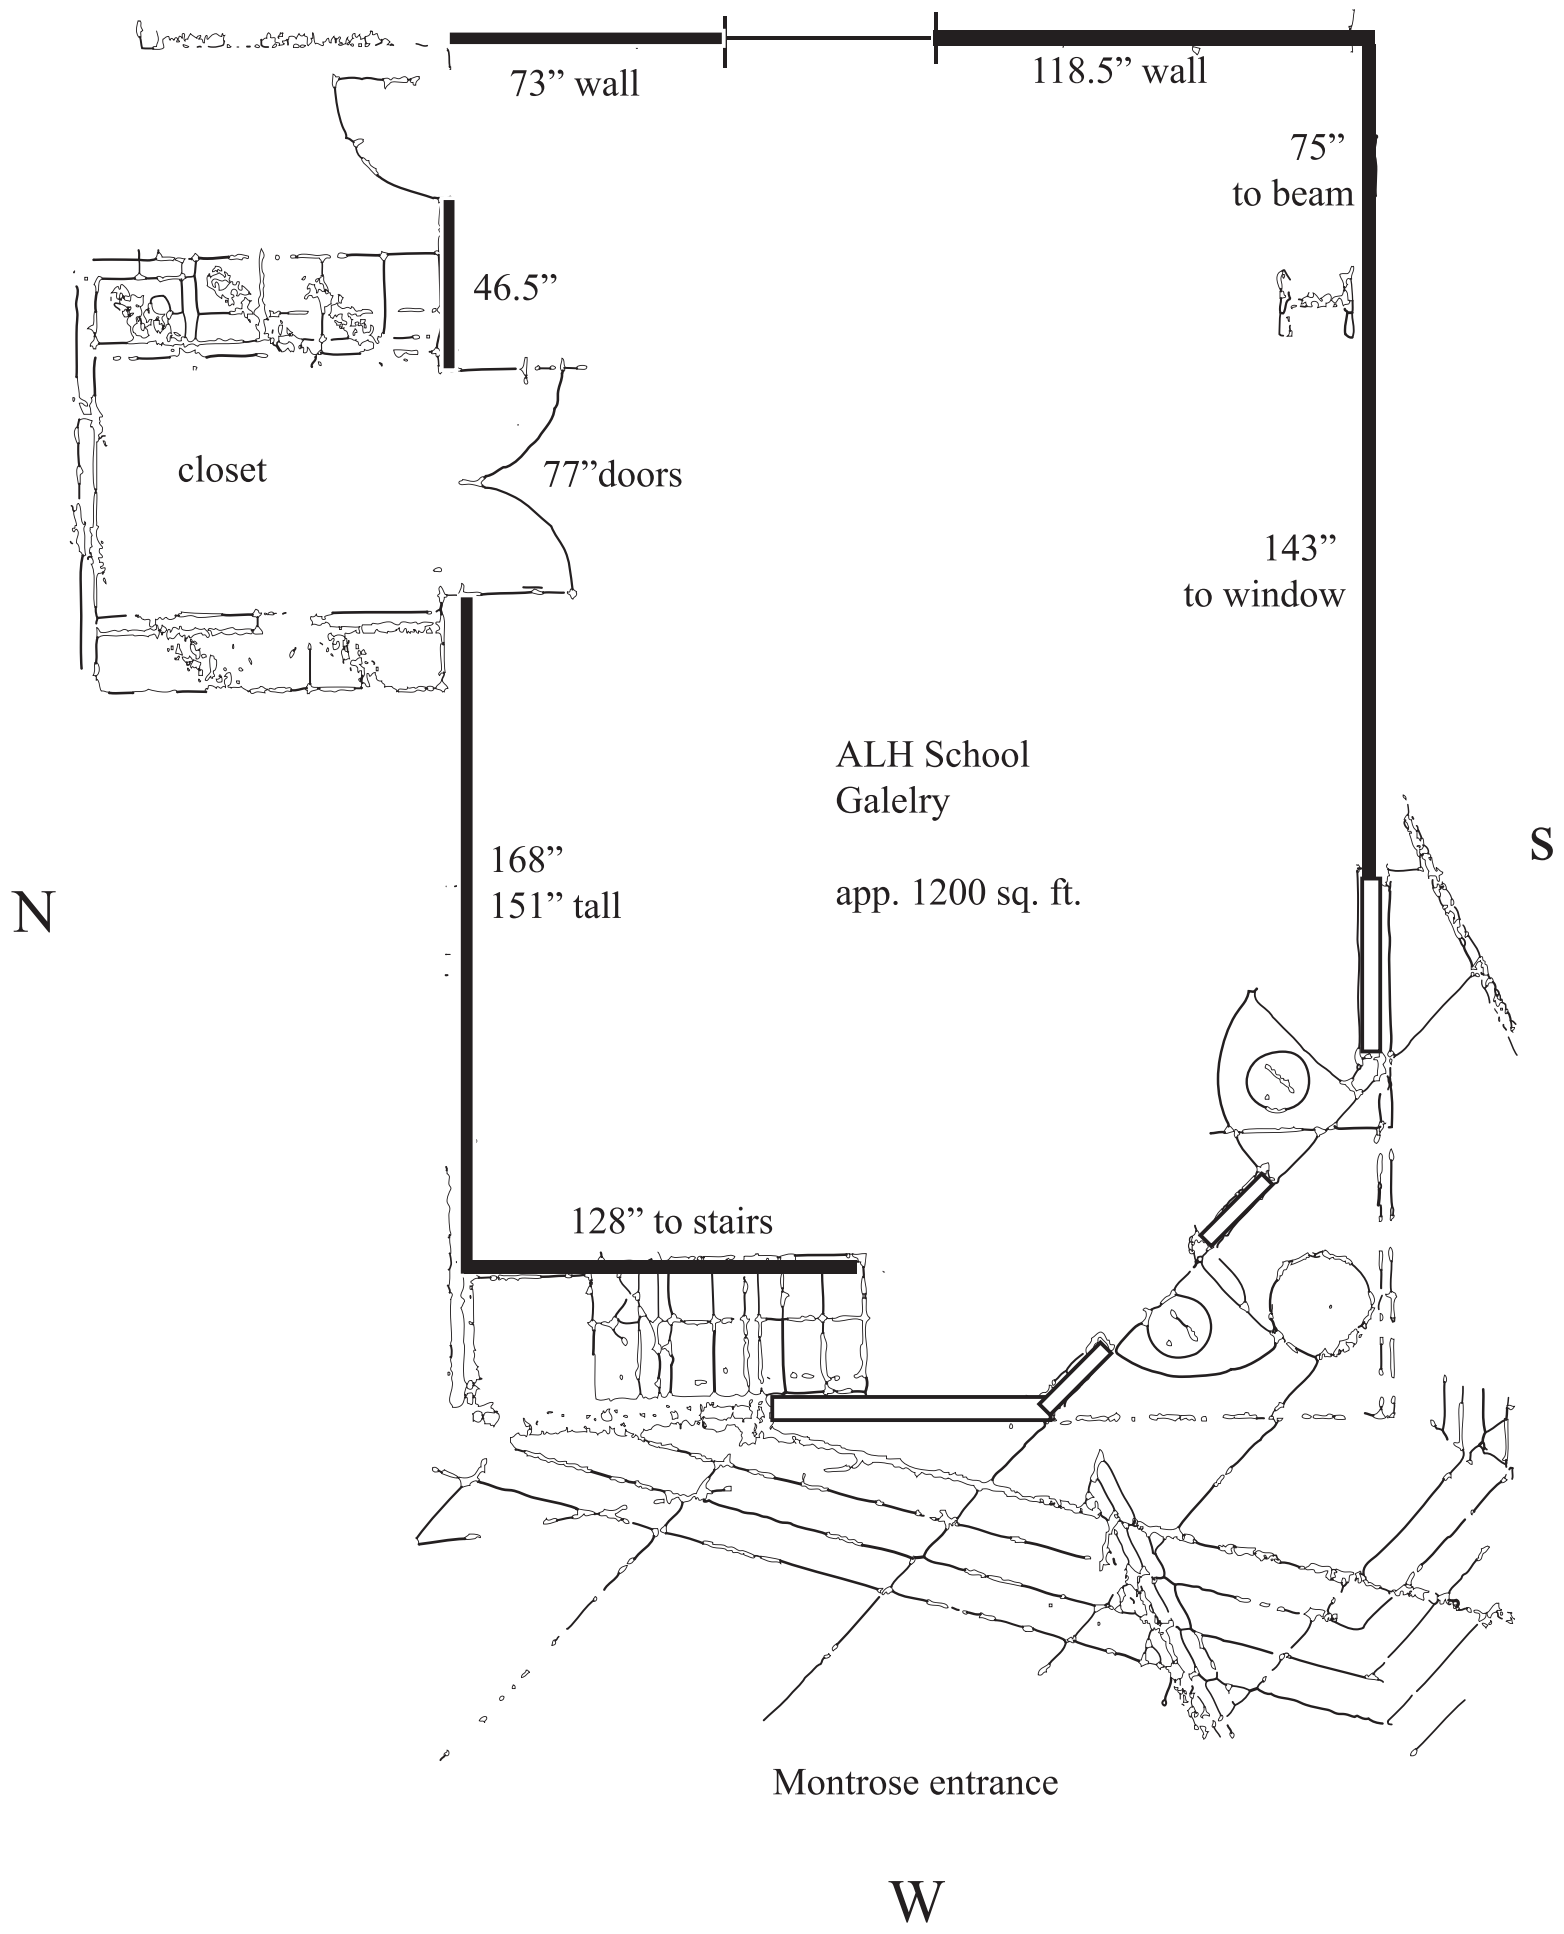 73” wall
118.5” wall
75”
to beam
46.5”
closet
77”doors
143”
to window
ALH School
Galelry
S
168”
151” tall
app. 1200 sq. ft.
N
128” to stairs
Montrose entrance
W